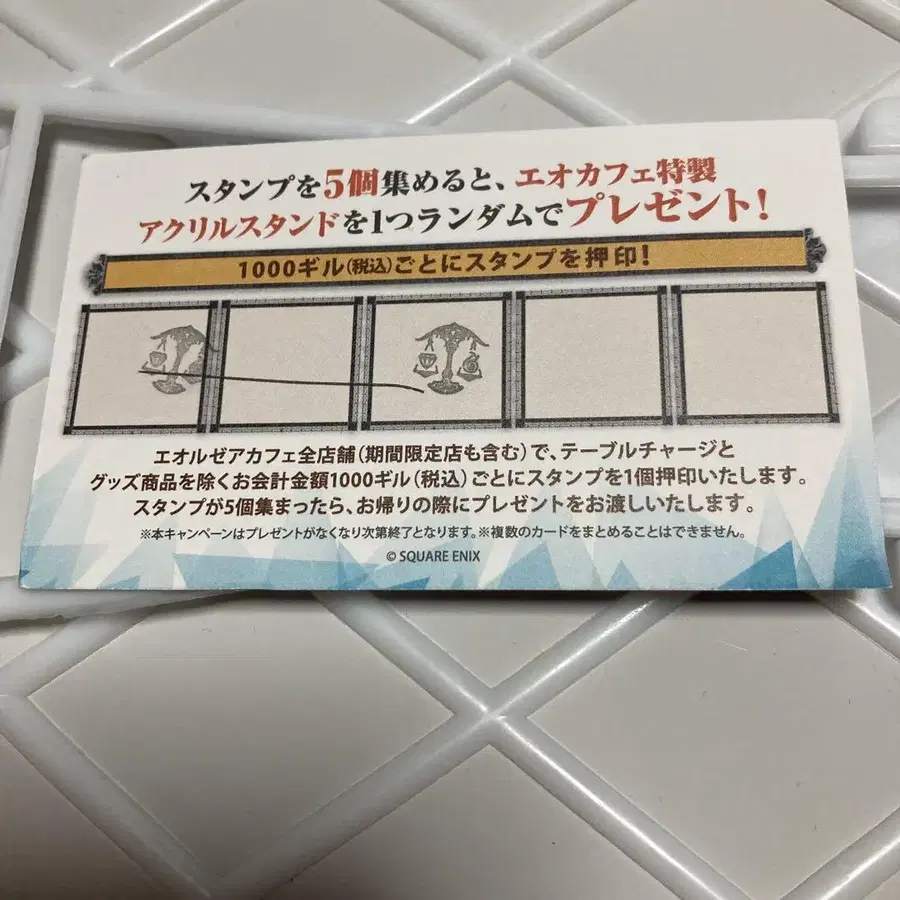 スタンプを5個集めると、エオカフェ特製
アクリルスタンドを1つランダムでプレゼント!
1000ギル(税込)ごとにスタンプを押印!
エオルゼアカフェ全店舗(期間限定店も含む)で、テーブルチャージと
グッズ商品を除くお会計金額1000ギル(税込)ごとにスタンプを1個押印いたします。
スタンプが5個集まったら、お帰りの際にプレゼントをお渡しいたします。
※本キャンペーンはプレゼントがなくなり次第終了となります。※複数のカードをまとめることはできません。
© SQUARE ENIX